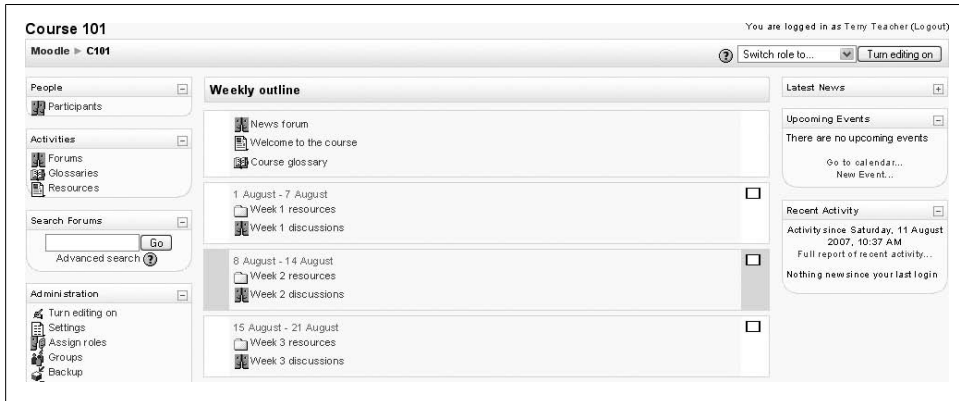 Course 101
You are logged in as Terry Teacher (Logout)
Moodle ► C101
Switch role to...
Turn editing on
People
Participants
Activities
Forums
Glossaries
Resources
Search Forums
Go
Advanced search
Administration
Turn editing on
Settings
Assign roles
Groups
Backup
Weekly outline
News forum
Welcome to the course
Course glossary
1 August - 7 August
Week 1 resources
Week 1 discussions
8 August - 14 August
Week 2 resources
Week 2 discussions
15 August - 21 August
Week 3 resources
Week 3 discussions
Latest News
Upcoming Events
There are no upcoming events
Go to calendar...
New Event...
Recent Activity
Activity since Saturday, 11 August
2007, 10:37 AM
Full report of recent activity...
Nothing new since your last login